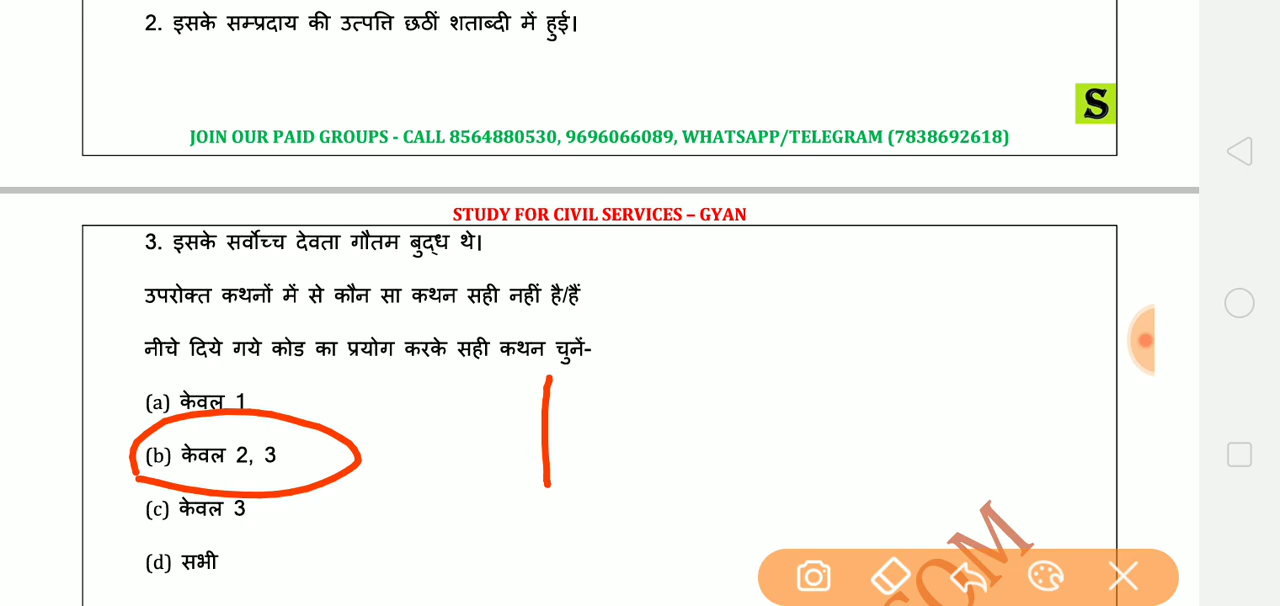 2. इसके सम्प्रदाय की उत्पत्ति छठीं शताब्दी में हुई।
S
JOIN OUR PAID GROUPS - CALL 8564880530, 9696066089, WHATSAPP/TELEGRAM (7838692618)
STUDY FOR CIVIL SERVICES – GYAN
3. इसके सर्वोच्च देवता गौतम बुद्ध थे।
उपरोक्त कथनों में से कौन सा कथन सही नहीं है/हैं
नीचे दिये गये कोड का प्रयोग करके सही कथन चुनें-
(a) केवल 1
(b) केवल 2, 3
(c) केवल 3
(d) सभी
COM